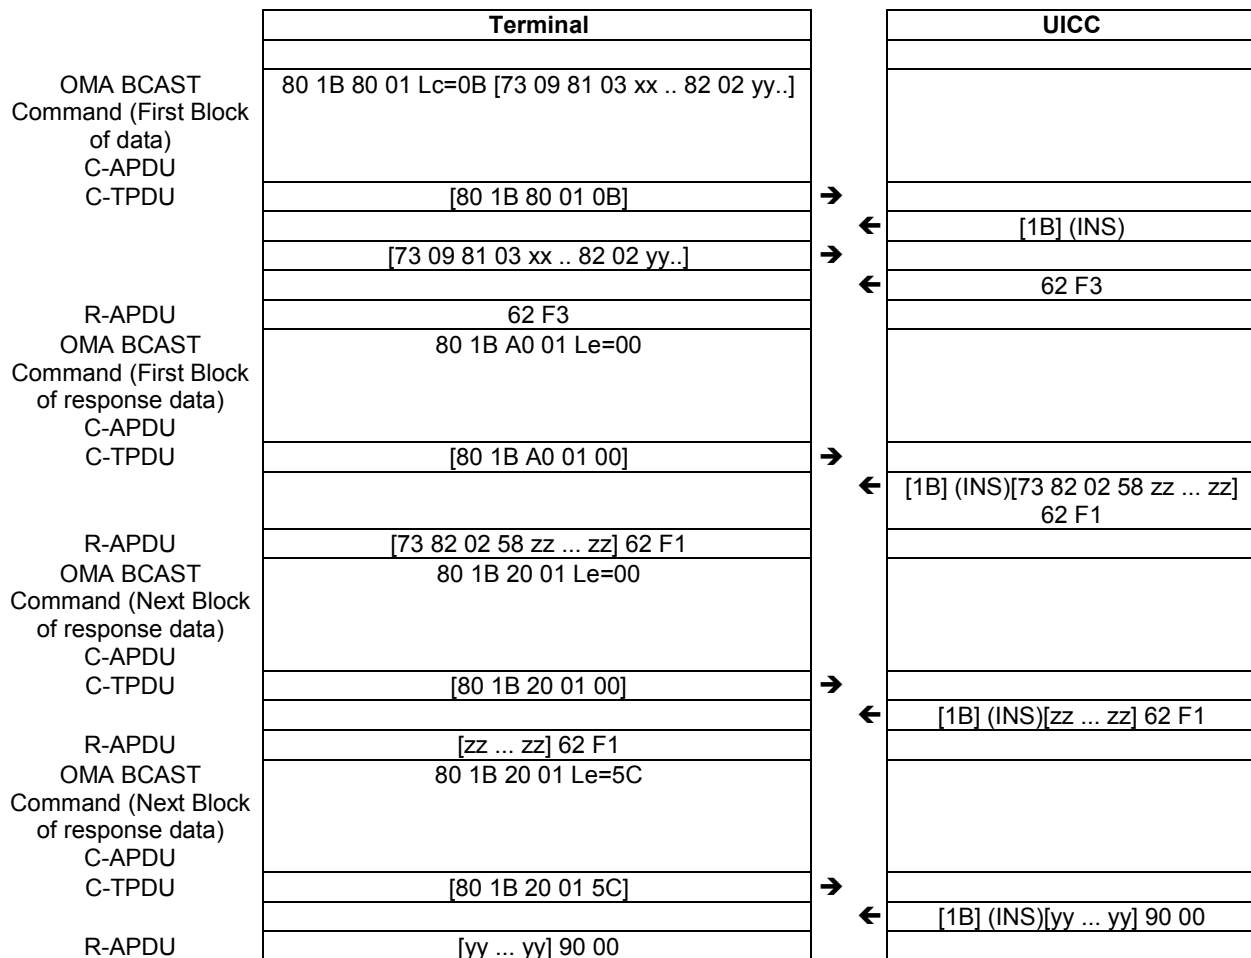 Terminal UICC
OMA BCAST 80 1B 80 01 Lc=0B [73 09 81 03 xx .. 82 02 yy..]
Command (First Block
of data)
C-APDU
C-TPDU [80 1B 80 01 0B] ➔
🡰 [1B] (INS)
[73 09 81 03 xx .. 82 02 yy..] ➔
🡰 62 F3
R-APDU 62 F3
OMA BCAST 80 1B A0 01 Le=00
Command (First Block
of response data)
C-APDU
C-TPDU [80 1B A0 01 00] ➔
🡰 [1B] (INS)[73 82 02 58 zz ... zz]
62 F1
R-APDU [73 82 02 58 zz ... zz] 62 F1
OMA BCAST 80 1B 20 01 Le=00
Command (Next Block
of response data)
C-APDU
C-TPDU [80 1B 20 01 00] ➔
🡰 [1B] (INS)[zz ... zz] 62 F1
R-APDU [zz ... zz] 62 F1
OMA BCAST 80 1B 20 01 Le=5C
Command (Next Block
of response data)
C-APDU
C-TPDU [80 1B 20 01 5C] ➔
🡰 [1B] (INS)[yy ... yy] 90 00
R-APDU [yy ... yy] 90 00